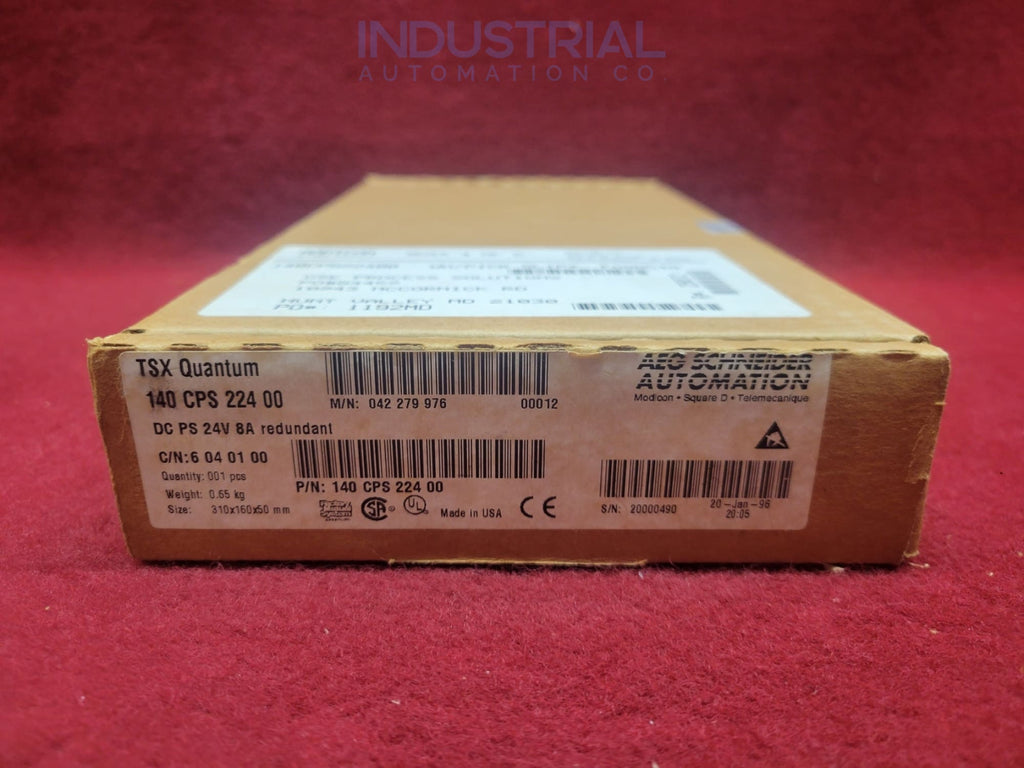 INDUSTRIAL
AUTOMATION CO.
HUNT VALLEY MD 21030
PO#: 1192MD
TSX Quantum
140 CPS 224 00
DC PS 24V 8A redundant
C/N:6 04 01 00
Quantity: 001 pcs
Weight: 0.65 kg
Size: 310x160x50 mm
M/N: 042 279 976 00012
P/N: 140 CPS 224 00
Made in USA
AEG SCHNEIDER
AUTOMATION
Modicon • Square D • Telemecanique
S/N: 20000490
20-Jan-96
20:05